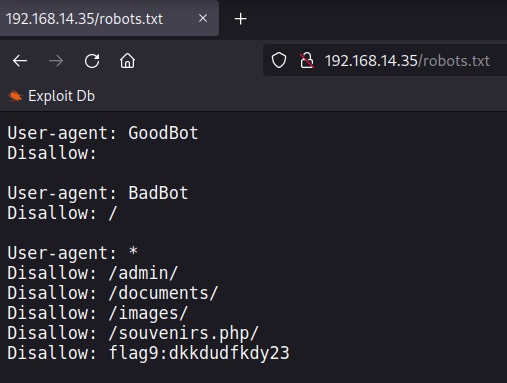 192.168.14.35/robots.txt
192.168.14.35/robots.txt
Exploit Db
User-agent: GoodBot
Disallow:
User-agent: BadBot
Disallow: /
User-agent: *
Disallow: /admin/
Disallow: /documents/
Disallow: /images/
Disallow: /souvenirs.php/
Disallow: flag9:dkkdudfkdy23